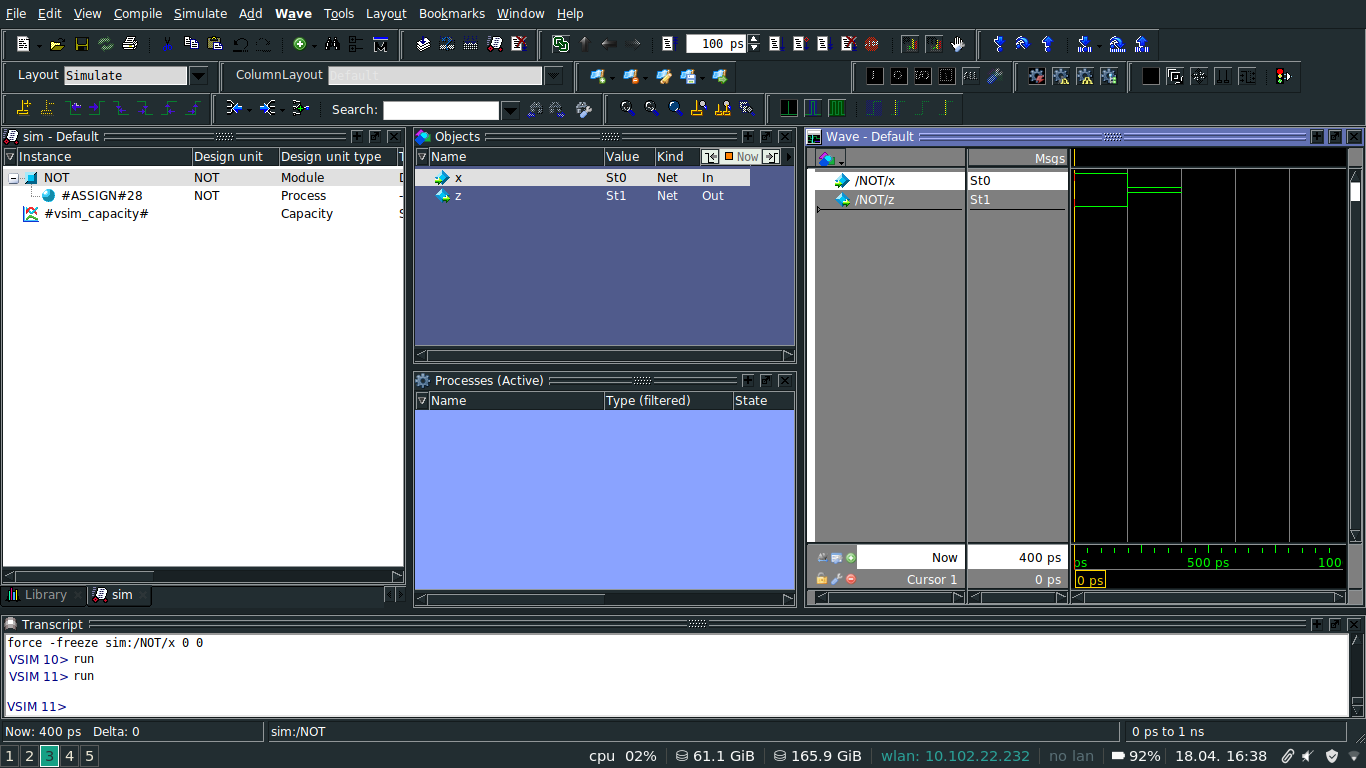 File Edit View Compile Simulate Add Wave Tools Layout Bookmarks Window Help
100 ps
Layout Simulate ColumnLayout Default
Search:
sim - Default
Instance Design unit Design unit type
NOT NOT Module
#ASSIGN#28 NOT Process
#vsim_capacity# Capacity
Library sim
Objects
Name Value Kind Now
x St0 Net In
z St1 Net Out
Processes (Active)
Name Type (filtered) State
Wave - Default
Msgs
/NOT/x St0
/NOT/z St1
Now 400 ps
Cursor 1 0 ps
ps 500 ps 100
0 ps
Transcript
force -freeze sim:/NOT/x 0 0
VSIM 10> run
VSIM 11> run
VSIM 11>
Now: 400 ps Delta: 0 sim:/NOT 0 ps to 1 ns
1 2 3 4 5 cpu 02% 61.1 GiB 165.9 GiB wlan: 10.102.22.232 no lan 92% 18.04. 16:38